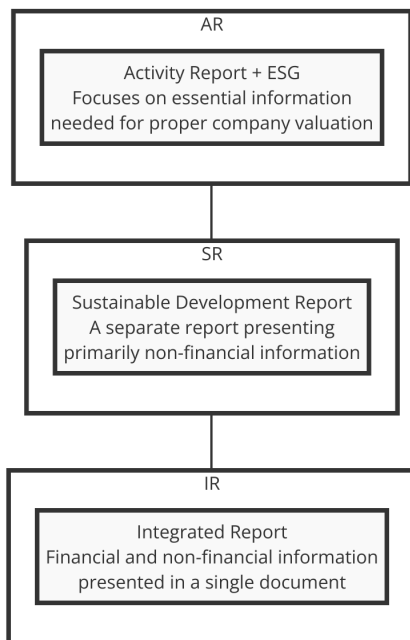 AR
Activity Report + ESG
Focuses on essential information
needed for proper company valuation
SR
Sustainable Development Report
A separate report presenting
primarily non-financial information
IR
Integrated Report
Financial and non-financial information
presented in a single document